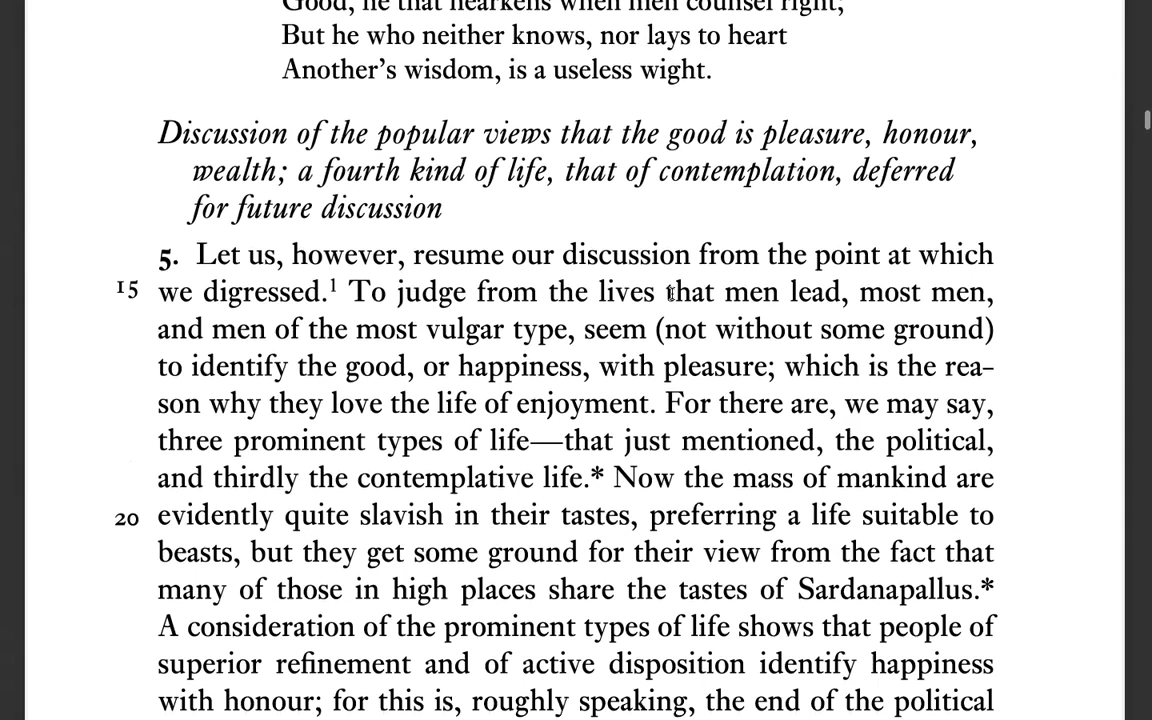 Good, he that hearkens when men counsel right;
But he who neither knows, nor lays to heart
Another’s wisdom, is a useless wight.
Discussion of the popular views that the good is pleasure, honour,
wealth; a fourth kind of life, that of contemplation, deferred
for future discussion
5. Let us, however, resume our discussion from the point at which
15 we digressed.¹ To judge from the lives that men lead, most men,
and men of the most vulgar type, seem (not without some ground)
to identify the good, or happiness, with pleasure; which is the rea-
son why they love the life of enjoyment. For there are, we may say,
three prominent types of life—that just mentioned, the political,
and thirdly the contemplative life.* Now the mass of mankind are
20 evidently quite slavish in their tastes, preferring a life suitable to
beasts, but they get some ground for their view from the fact that
many of those in high places share the tastes of Sardanapallus.*
A consideration of the prominent types of life shows that people of
superior refinement and of active disposition identify happiness
with honour; for this is, roughly speaking, the end of the political